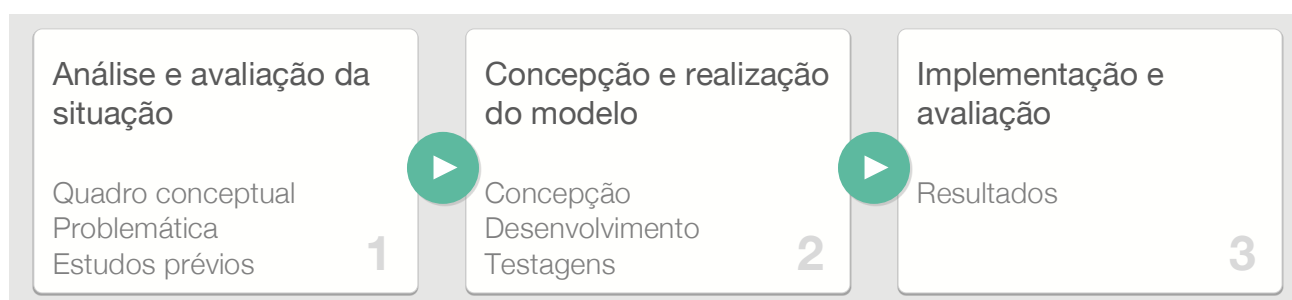 Análise e avaliação da
situação
Quadro conceptual
Problemática
Estudos prévios
1
Concepção e realização
do modelo
Concepção
Desenvolvimento
Testagens
2
Implementação e
avaliação
Resultados
3